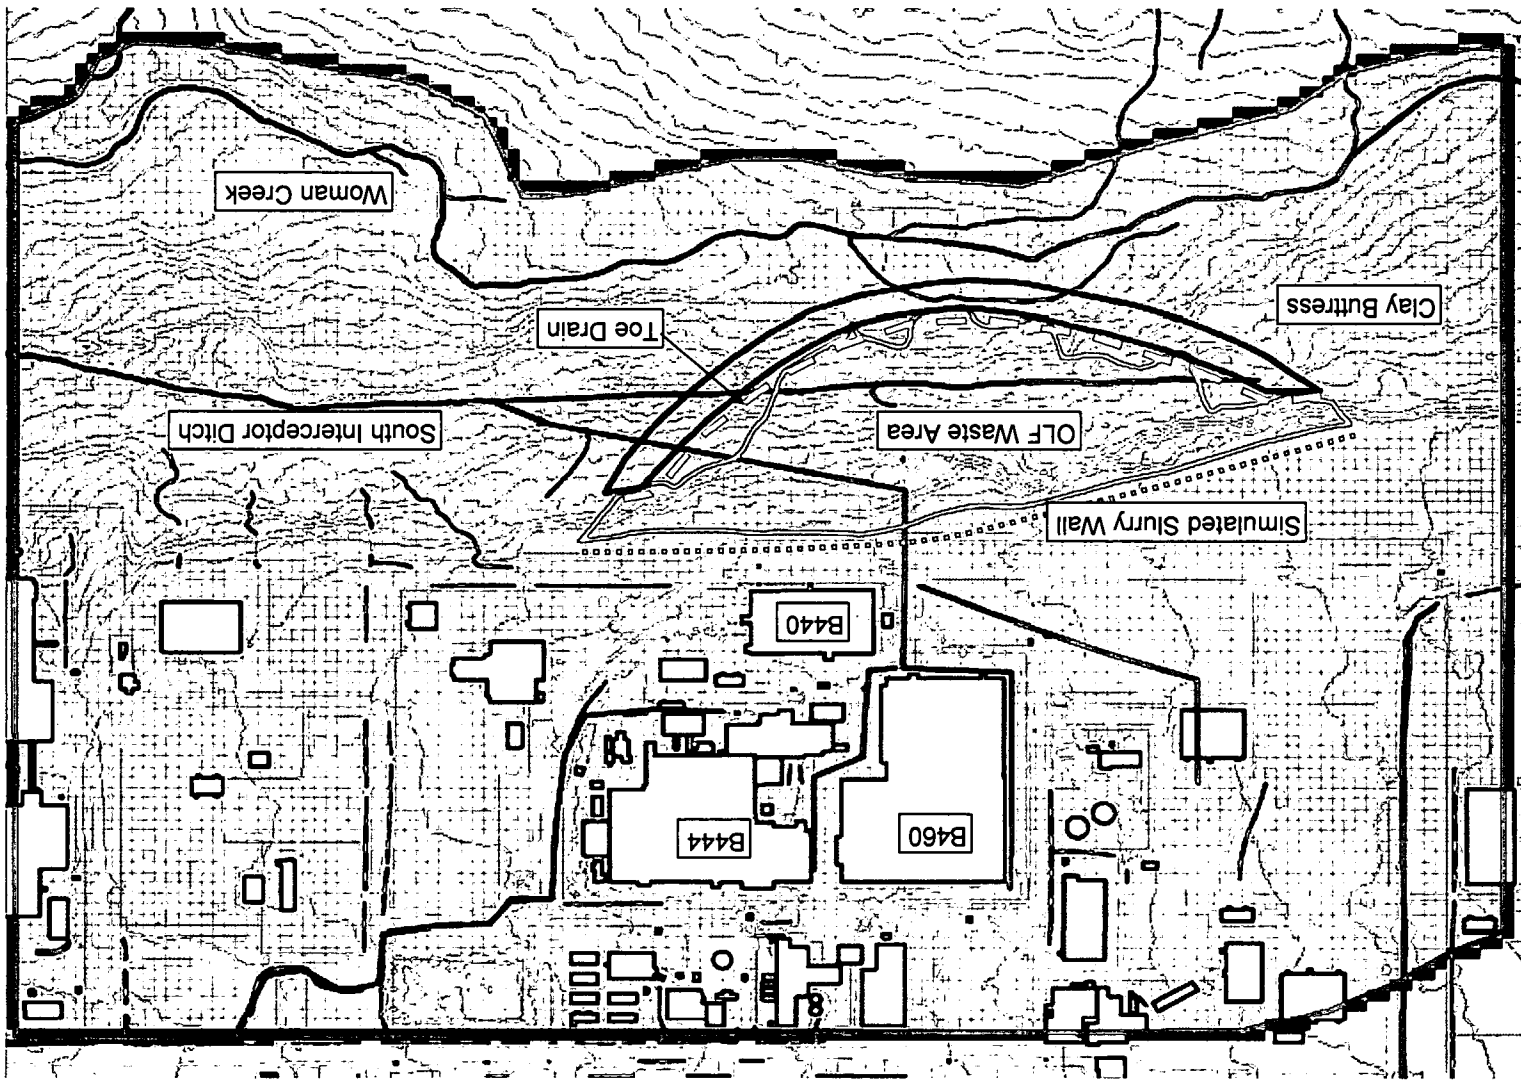 B460
B444
B440
Simulated Slurry Wall
OLF Waste Area
South Interceptor Ditch
Toe Drain
Clay Buttress
Woman Creek